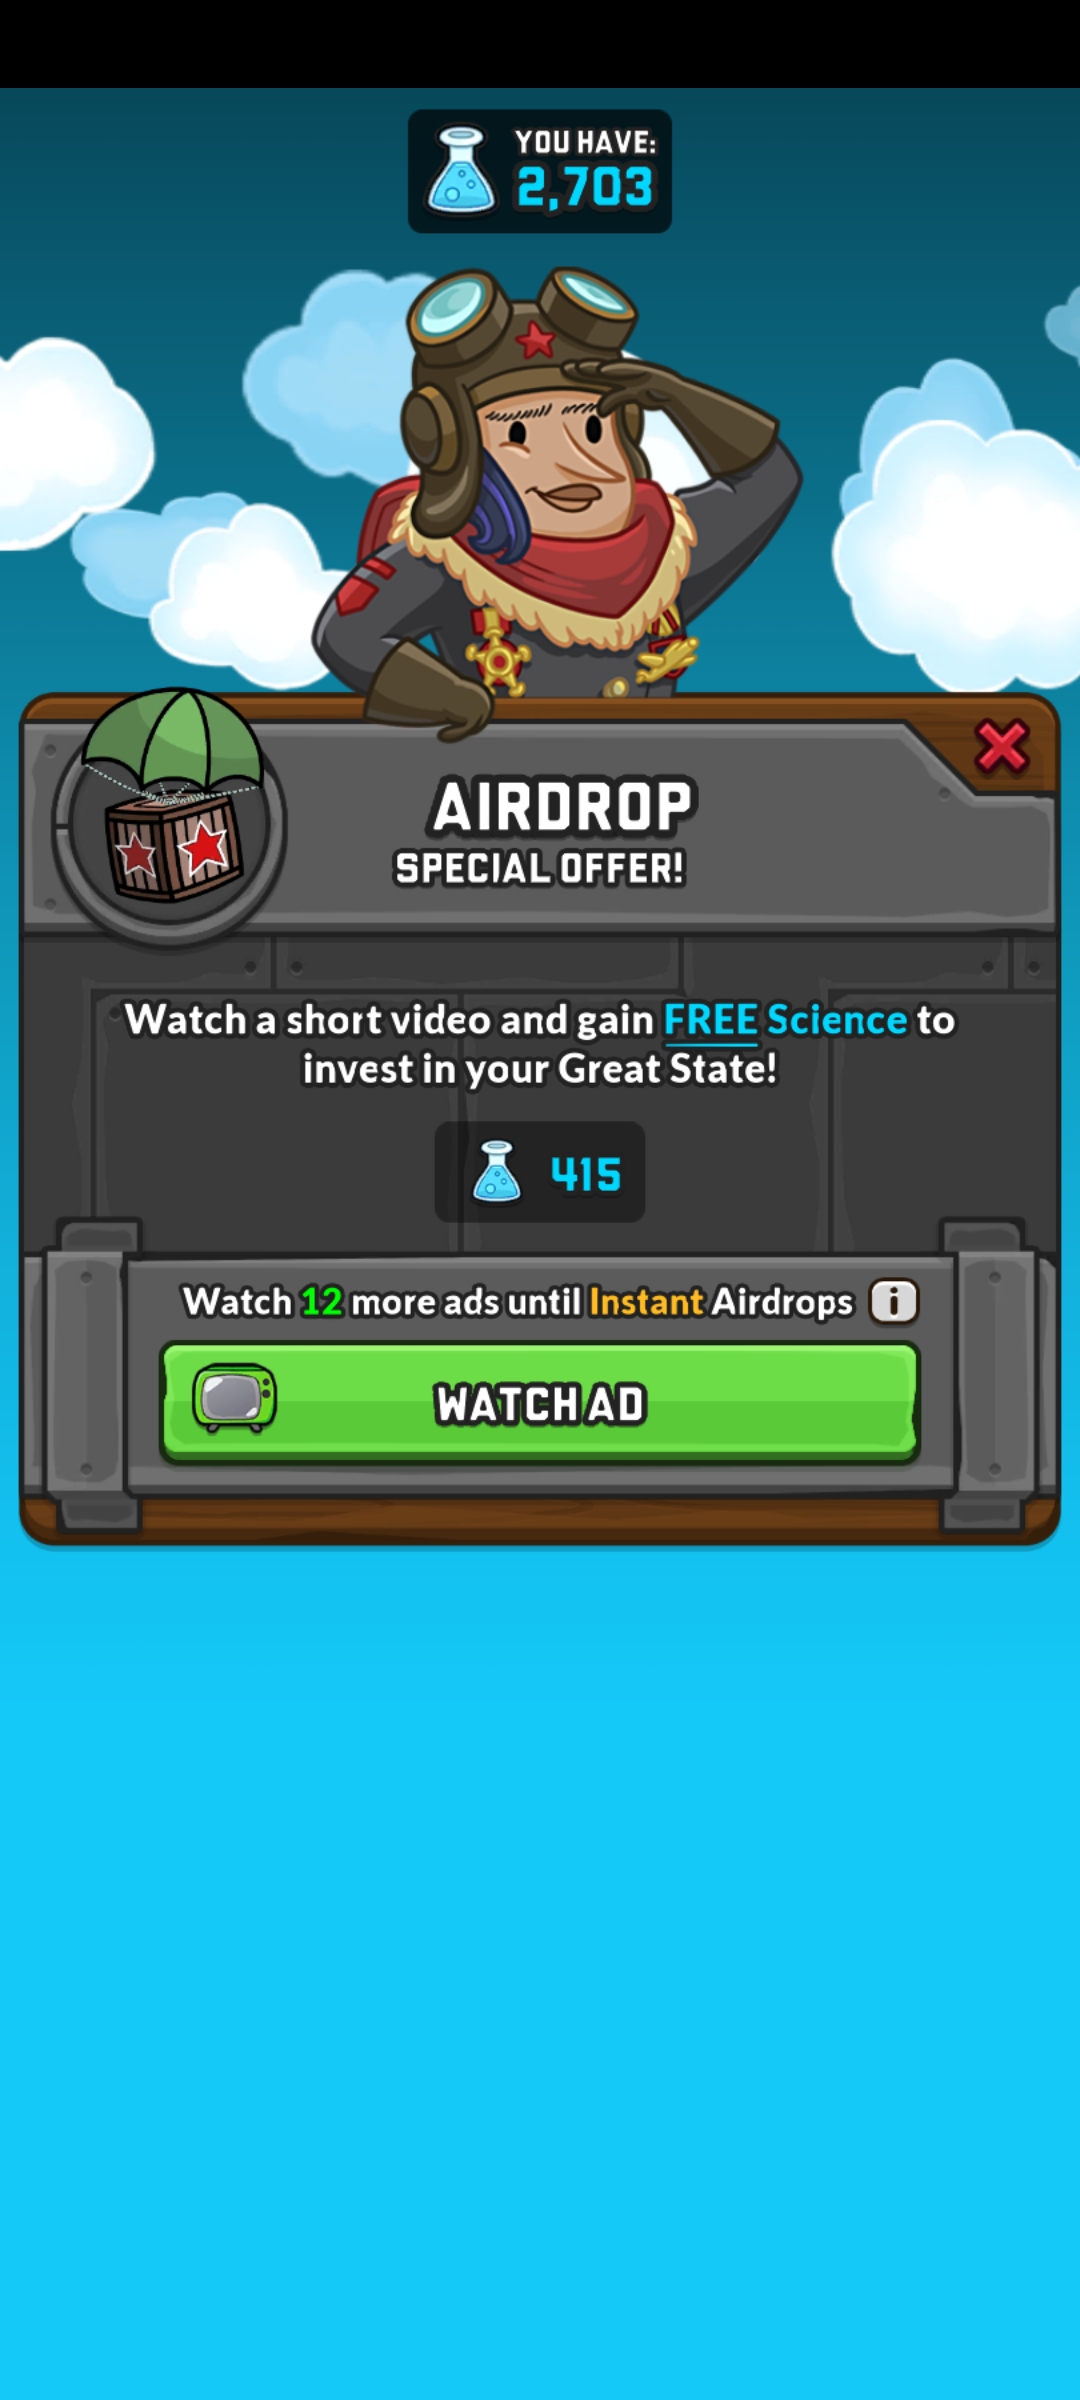 YOU HAVE:
2,703
AIRDROP
SPECIAL OFFER!
Watch a short video and gain FREE Science to
invest in your Great State!
415
Watch 12 more ads until Instant Airdrops i
WATCH AD